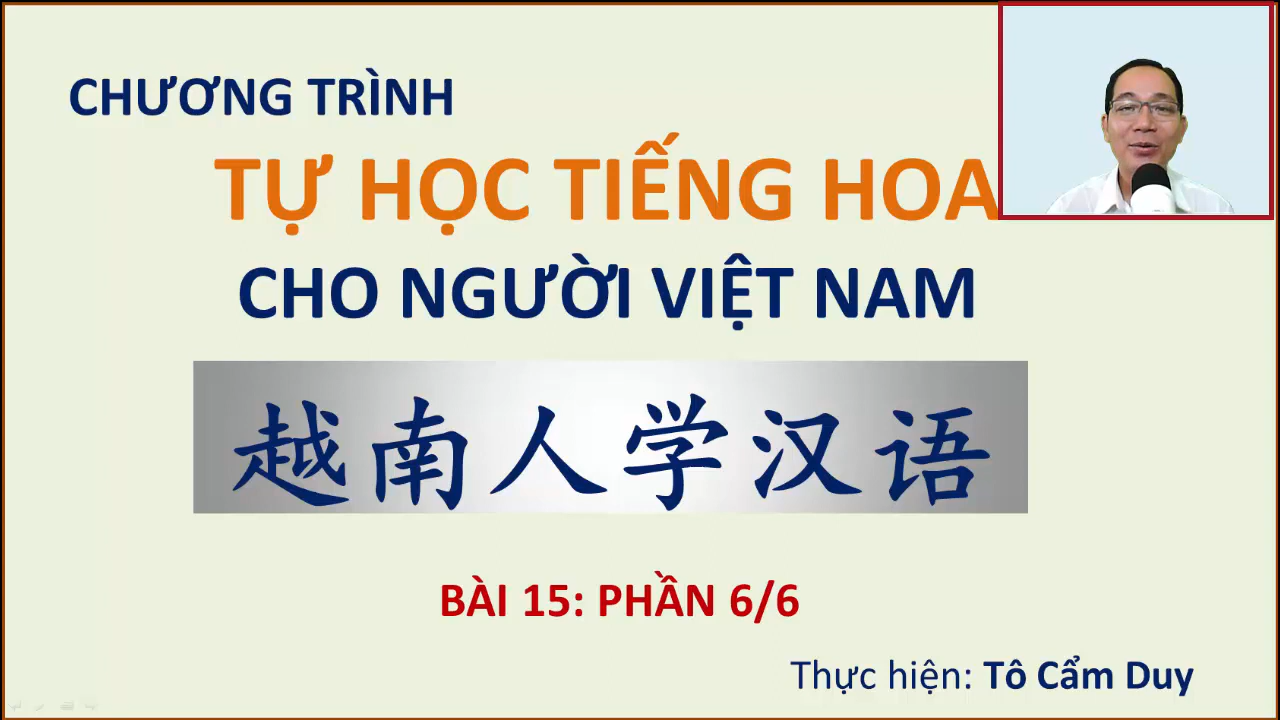 CHƯƠNG TRÌNH
TỰ HỌC TIẾNG HOA
CHO NGƯỜI VIỆT NAM
越南人学汉语
BÀI 15: PHẦN 6/6
Thực hiện: Tô Cẩm Duy